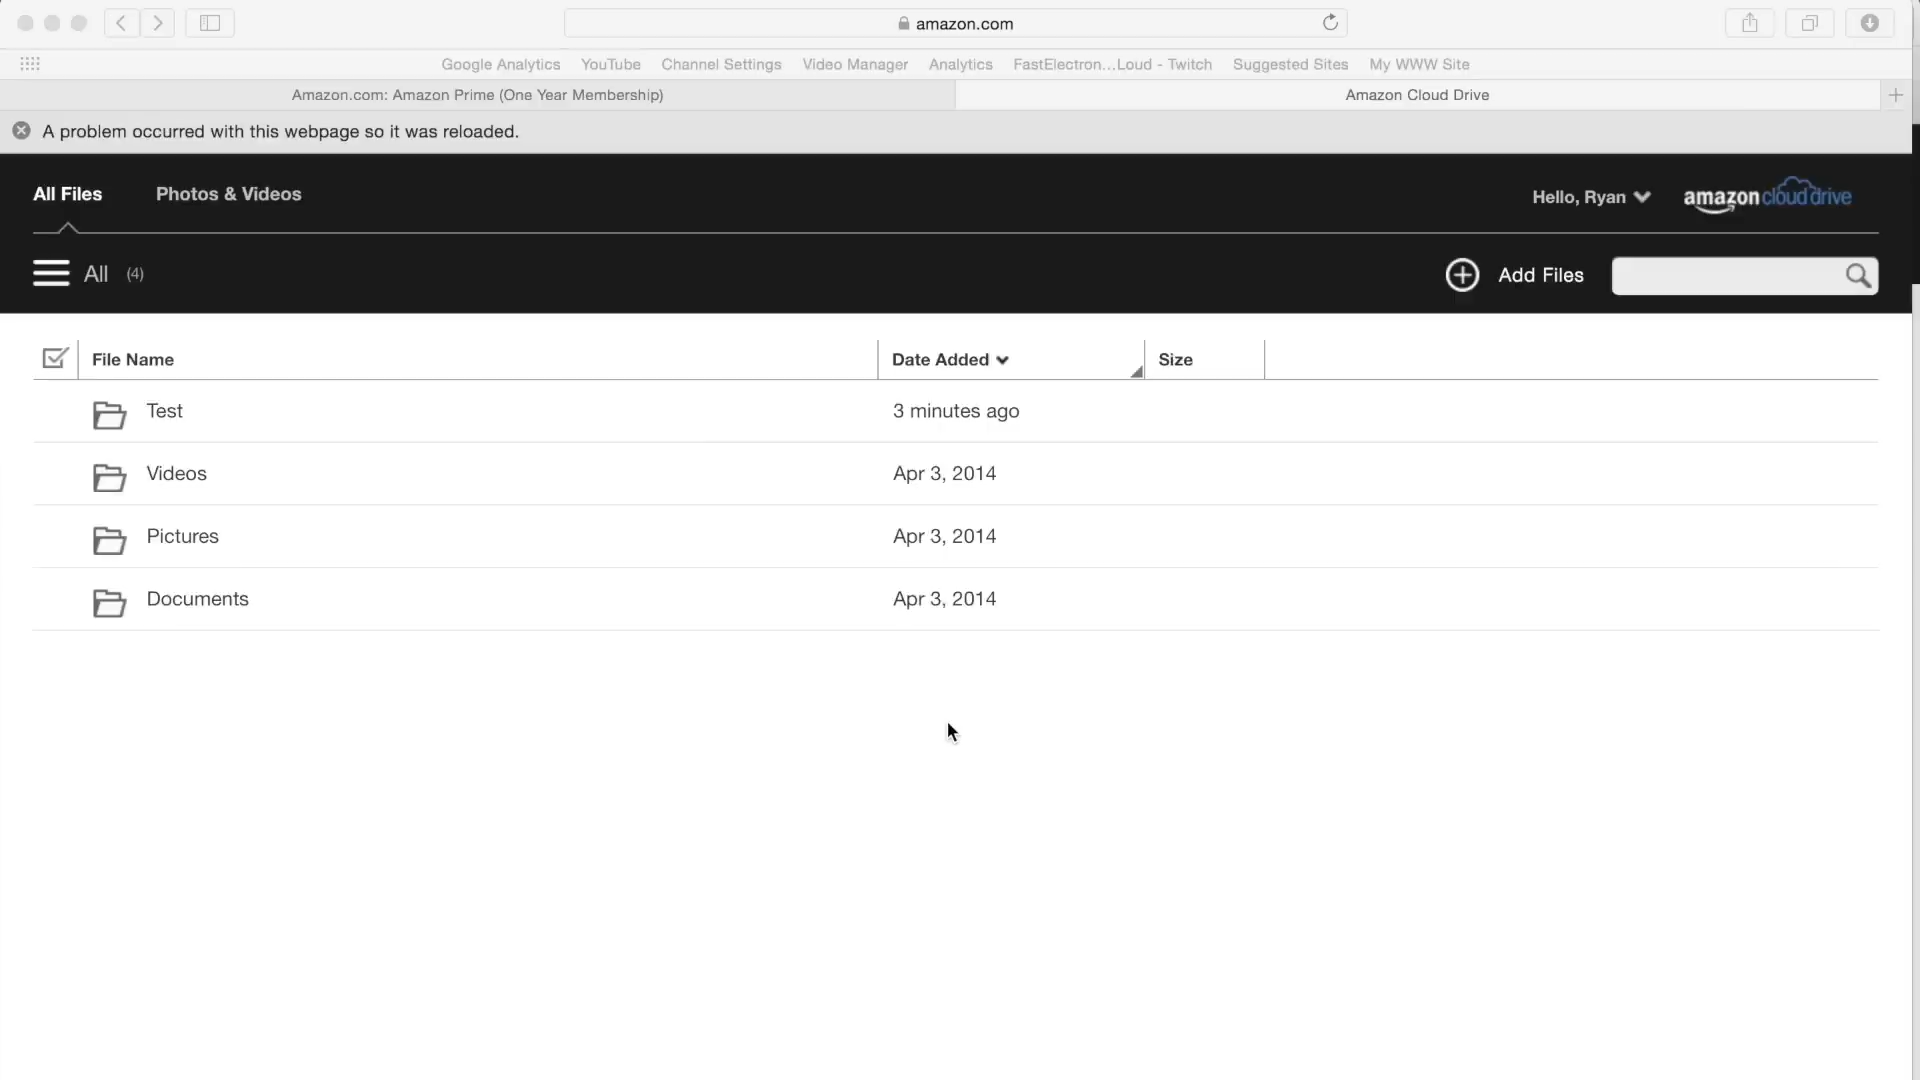 amazon.com
Google Analytics YouTube Channel Settings Video Manager Analytics FastElectron...Loud - Twitch Suggested Sites My WWW Site
Amazon.com: Amazon Prime (One Year Membership) Amazon Cloud Drive
A problem occurred with this webpage so it was reloaded.
All Files Photos & Videos Hello, Ryan amazon cloud drive
All (4) Add Files
File Name Date Added Size
Test 3 minutes ago
Videos Apr 3, 2014
Pictures Apr 3, 2014
Documents Apr 3, 2014